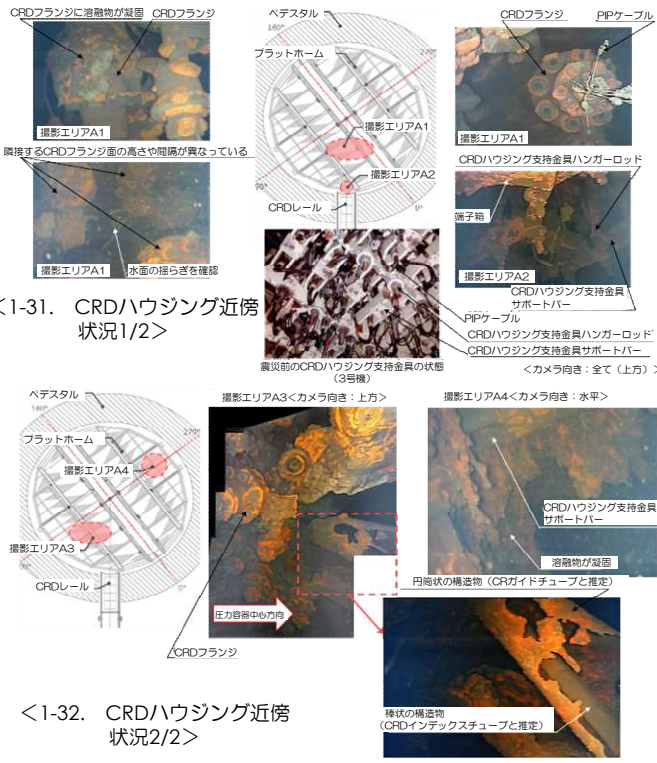 CRDフランジに溶融物が凝固
CRDフランジ
撮影エリアA1
隣接するCRDフランジ面の高さや間隔が異なっている
撮影エリアA1
水面の揺らぎを確認
<1-31. CRDハウジング近傍
状況1/2>
ペデスタル
180°
270°
プラットホーム
撮影エリアA1
撮影エリアA2
90°
0°
CRDレール
CRDフランジ
PIPケーブル
撮影エリアA1
CRDハウジング支持金具ハンガーロッド
端子箱
撮影エリアA2
CRDハウジング支持金具
サポートバー
PIPケーブル
CRDハウジング支持金具ハンガーロッド
CRDハウジング支持金具サポートバー
震災前のCRDハウジング支持金具の状態
(3号機)
<カメラ向き:全て(上方)>
ペデスタル
180°
270°
プラットホーム
撮影エリアA4
撮影エリアA3
90°
0°
CRDレール
撮影エリアA3<カメラ向き:上方>
圧力容器中心方向
CRDフランジ
撮影エリアA4<カメラ向き:水平>
CRDハウジング支持金具
サポートバー
溶融物が凝固
円筒状の構造物(CRガイドチューブと推定)
棒状の構造物
(CRDインデックスチューブと推定)
<1-32. CRDハウジング近傍
状況2/2>